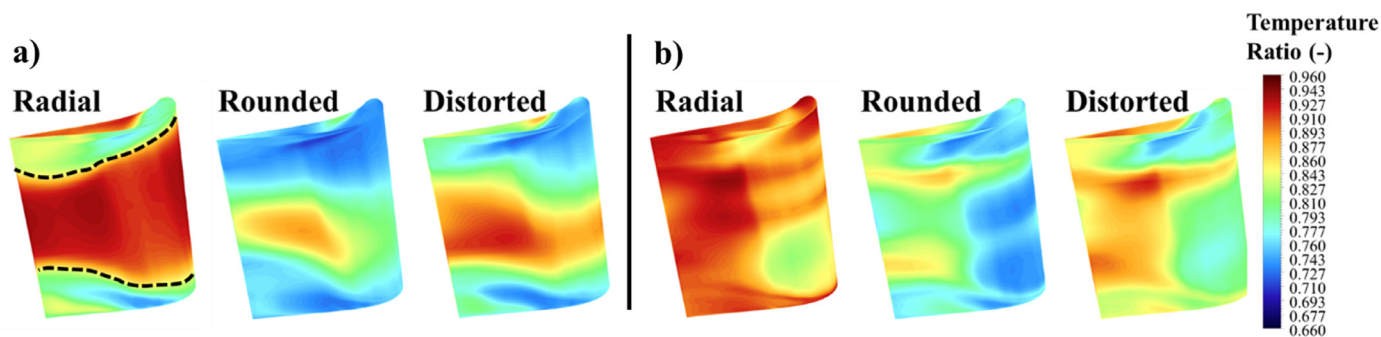 a)
Radial
Rounded
Distorted
b)
Radial
Rounded
Distorted
Temperature
Ratio (-)
0.960
0.943
0.927
0.910
0.893
0.877
0.860
0.843
0.827
0.810
0.793
0.777
0.760
0.743
0.727
0.710
0.693
0.677
0.660